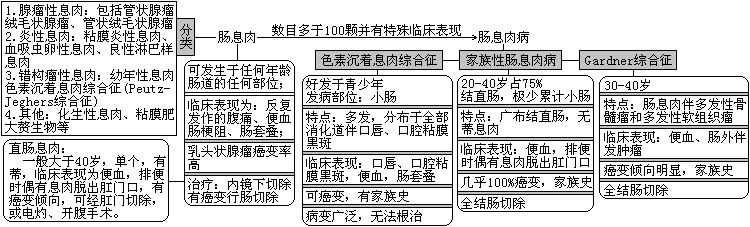 1.腺瘤性息肉：包括管状腺瘤
绒毛状腺瘤、管状绒毛状腺瘤
2.炎性息肉：粘膜炎性息肉、
血吸虫卵性息肉、良性淋巴样
息肉
3.错构瘤性息肉：幼年性息肉
色素沉着息肉综合征(Peutz-
Jeghers综合征)
4.其他：化生性息肉、粘膜肥
大赘生物等
分类
肠息肉
数目多于100颗并有特殊临床表现
肠息肉病
可发生于任何年龄
肠道的任何部位；
临床表现为：反复
发作的腹痛、便血
肠梗阻、肠套叠；
乳头状腺瘤癌变率
高
治疗：内镜下切除
有癌变行肠切除
直肠息肉：
一般大于40岁，单个，有
蒂，临床表现为便血，排便
时偶有息肉脱出肛门口，有
癌变倾向，可经肛门切除，
或电灼、开腹手术。
色素沉着息肉综合征
好发于青少年
发病部位：小肠
特点：多发，分布于全部
消化道伴口唇、口腔粘膜
黑斑
临床表现：口唇、口腔粘
膜黑斑，便血，肠套叠
可癌变，有家族史
病变广泛，无法根治
家族性肠息肉病
20-40岁占75%
结直肠，极少累计小肠
特点：广布结直肠，无
蒂息肉
临床表现：便血，排便
时偶有息肉脱出肛门口
几乎100%癌变，家族史
全结肠切除
Gardner综合征
30-40岁
特点：肠息肉伴多发性骨
髓瘤和多发性软组织瘤
临床表现：便血、肠外伴
发肿瘤
癌变倾向明显，家族史
全结肠切除